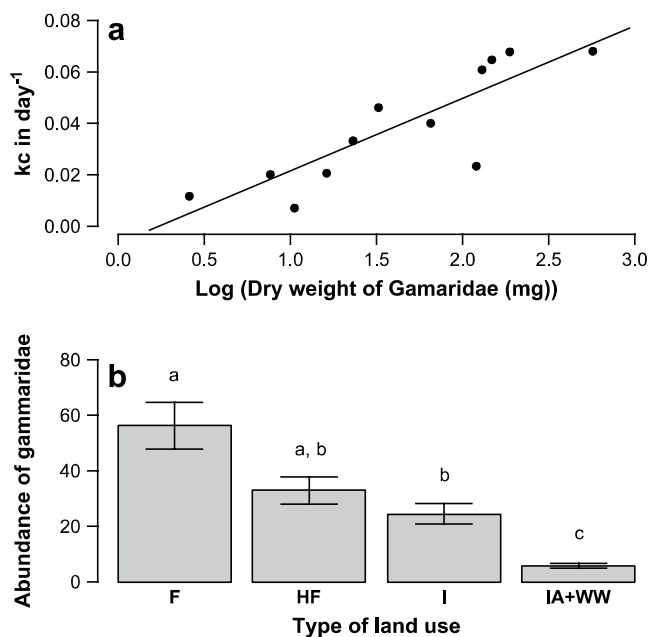 a
0.08
0.06
0.04
0.02
0.00
kc in day-1
0.0 0.5 1.0 1.5 2.0 2.5 3.0
Log (Dry weight of Gamaridae (mg))
b
80
60
40
20
0
Abundance of gammaridae
a
a, b
b
c
F HF I IA+WW
Type of land use